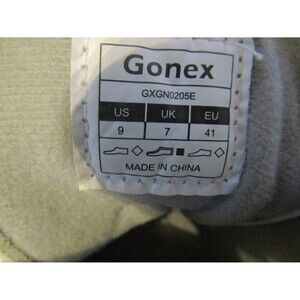 Gonex
GXGN0205E
US UK EU
9 7 41
MADE IN CHINA